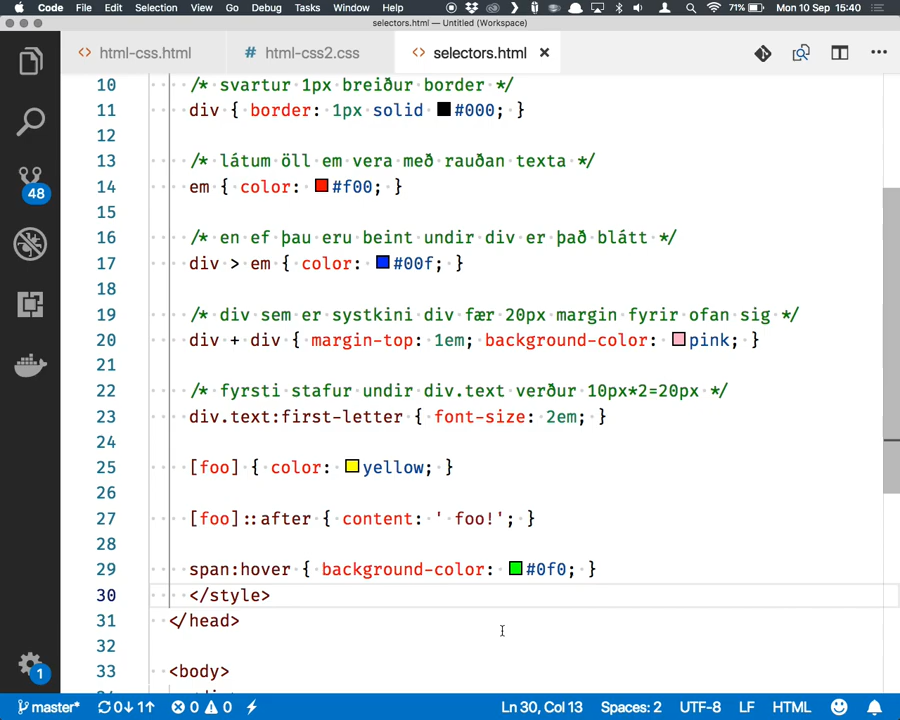 Code File Edit Selection View Go Debug Tasks Window Help 71% Mon 10 Sep 15:40
selectors.html — Untitled (Workspace)
<> html-css.html # html-css2.css <> selectors.html ×
10 /* svartur 1px breiður border */
11 div { border: 1px solid #000; }
12
13 /* látum öll em vera með rauðan texta */
14 em { color: #f00; }
15
16 /* en ef þau eru beint undir div er það blátt */
17 div > em { color: #00f; }
18
19 /* div sem er systkini div fær 20px margin fyrir ofan sig */
20 div + div { margin-top: 1em; background-color: pink; }
21
22 /* fyrsti stafur undir div.text verður 10px*2=20px */
23 div.text:first-letter { font-size: 2em; }
24
25 [foo] { color: yellow; }
26
27 [foo]::after { content: ' foo!'; }
28
29 span:hover { background-color: #0f0; }
30 </style>
31 </head>
32
33 <body>
48
1
master* 0↓ 1↑ 0 0 Ln 30, Col 13 Spaces: 2 UTF-8 LF HTML